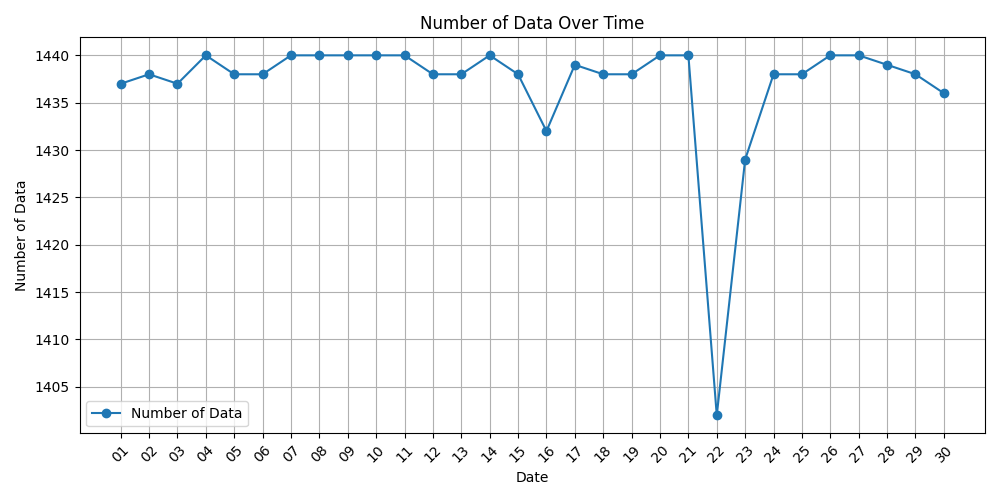 Number of Data Over Time
Number of Data
1440
1435
1430
1425
1420
1415
1410
1405
Number of Data
01 02 03 04 05 06 07 08 09 10 11 12 13 14 15 16 17 18 19 20 21 22 23 24 25 26 27 28 29 30
Date